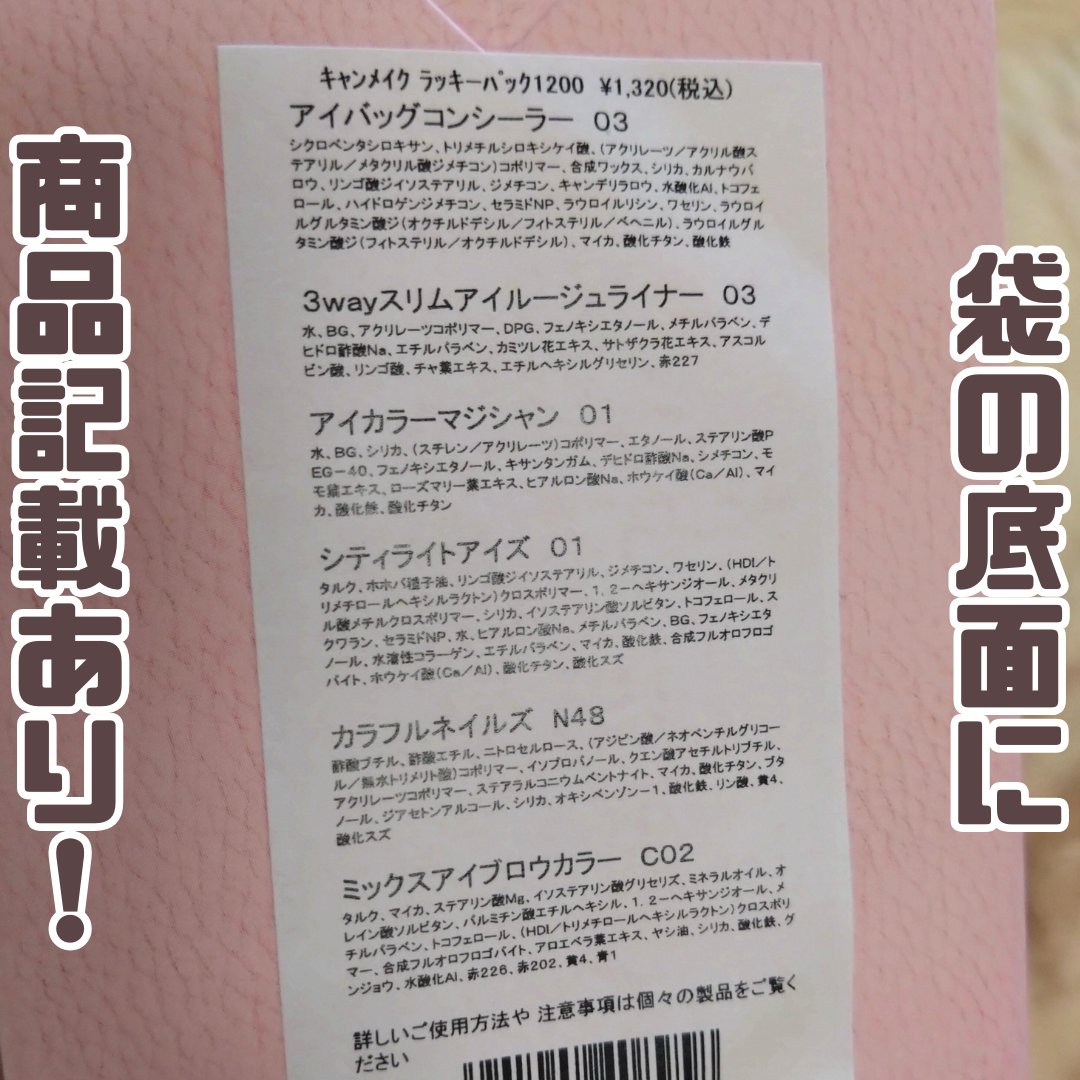 袋の底面に
商品記載あり!
キャンメイク ラッキーパック1200 ¥1,320(税込)
アイバッグコンシーラー 03
シクロペンタシロキサン、トリメチルシロキシケイ酸、(アクリレーツ/アクリル酸ス
テアリル/メタクリル酸ジメチコン)コポリマー、合成ワックス、シリカ、カルナウバ
ロウ、リンゴ酸ジイソステアリル、ジメチコン、キャンデリラロウ、水酸化Al、トコフェ
ロール、ハイドロゲンジメチコン、セラミドNP、ラウロイルリシン、ワセリン、ラウロイ
ルグルタミン酸ジ(オクチルドデシル/フィトステリル/ベヘニル)、ラウロイルグル
タミン酸ジ(フィトステリル/オクチルドデシル)、マイカ、酸化チタン、酸化鉄
3wayスリムアイルージュライナー 03
水、BG、アクリレーツコポリマー、DPG、フェノキシエタノール、メチルパラベン、デ
ヒドロ酢酸Na、エチルパラベン、カミツレ花エキス、サトザクラ花エキス、アスコル
ビン酸、リンゴ酸、チャ葉エキス、エチルヘキシルグリセリン、赤227
アイカラーマジシャン 01
水、BG、シリカ、(スチレン/アクリレーツ)コポリマー、エタノール、ステアリン酸P
EG-40、フェノキシエタノール、キサンタンガム、デヒドロ酢酸Na、シメチコン、モ
モ葉エキス、ローズマリー葉エキス、ヒアルロン酸Na、ホウケイ酸(Ca/Al)、マイ
カ、酸化鉄、酸化チタン
シティライトアイズ 01
タルク、ホホバ種子油、リンゴ酸ジイソステアリル、ジメチコン、ワセリン、(HDI/ト
リメチロールヘキシルラクトン)クロスポリマー、1,2-ヘキサンジオール、メタクリ
ル酸メチルクロスポリマー、シリカ、イソステアリン酸ソルビタン、トコフェロール、ス
クワラン、セラミドNP、水、ヒアルロン酸Na、メチルパラベン、BG、フェノキシエタ
ノール、水溶性コラーゲン、エチルパラベン、マイカ、酸化鉄、合成フルオロフロゴ
パイト、ホウケイ酸(Ca/Al)、酸化チタン、酸化スズ
カラフルネイルズ N48
酢酸ブチル、酢酸エチル、ニトロセルロース、(アジピン酸/ネオペンチルグリコー
ル/無水トリメリト酸)コポリマー、イソプロパノール、クエン酸アセチルトリブチル、
アクリレーツコポリマー、ステアラルコニウムベントナイト、マイカ、酸化チタン、ブタ
ノール、ジアセトンアルコール、シリカ、オキシベンゾン-1、酸化鉄、リン酸、黄4、
酸化スズ
ミックスアイブロウカラー C02
タルク、マイカ、ステアリン酸Mg、イソステアリン酸グリセリズ、ミネラルオイル、オ
レイン酸ソルビタン、パルミチン酸エチルヘキシル、1,2-ヘキサンジオール、メ
チルパラベン、トコフェロール、(HDI/トリメチロールヘキシルラクトン)クロスポリ
マー、合成フルオロフロゴパイト、アロエベラ葉エキス、ヤシ油、シリカ、酸化鉄、グ
ンジョウ、水酸化Al、赤226、赤202、黄4、青1
詳しいご使用方法や 注意事項は個々の製品をご覧く
ださい